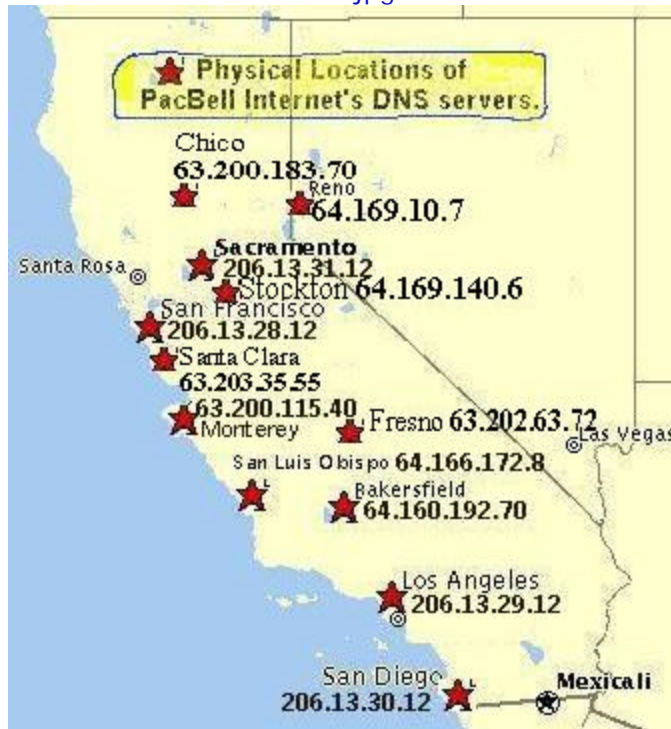 jpg
Physical Locations of
PacBell Internet's DNS servers.
Chico
63.200.183.70
Reno
64.169.10.7
Sacramento
206.13.31.12
Santa Rosa
Stockton 64.169.140.6
San Francisco
206.13.28.12
Santa Clara
63.203.35.55
63.200.115.40
Monterey
Fresno 63.202.63.72
Las Vegas
San Luis Obispo 64.166.172.8
Bakersfield
64.160.192.70
Los Angeles
206.13.29.12
San Diego
206.13.30.12
Mexicali